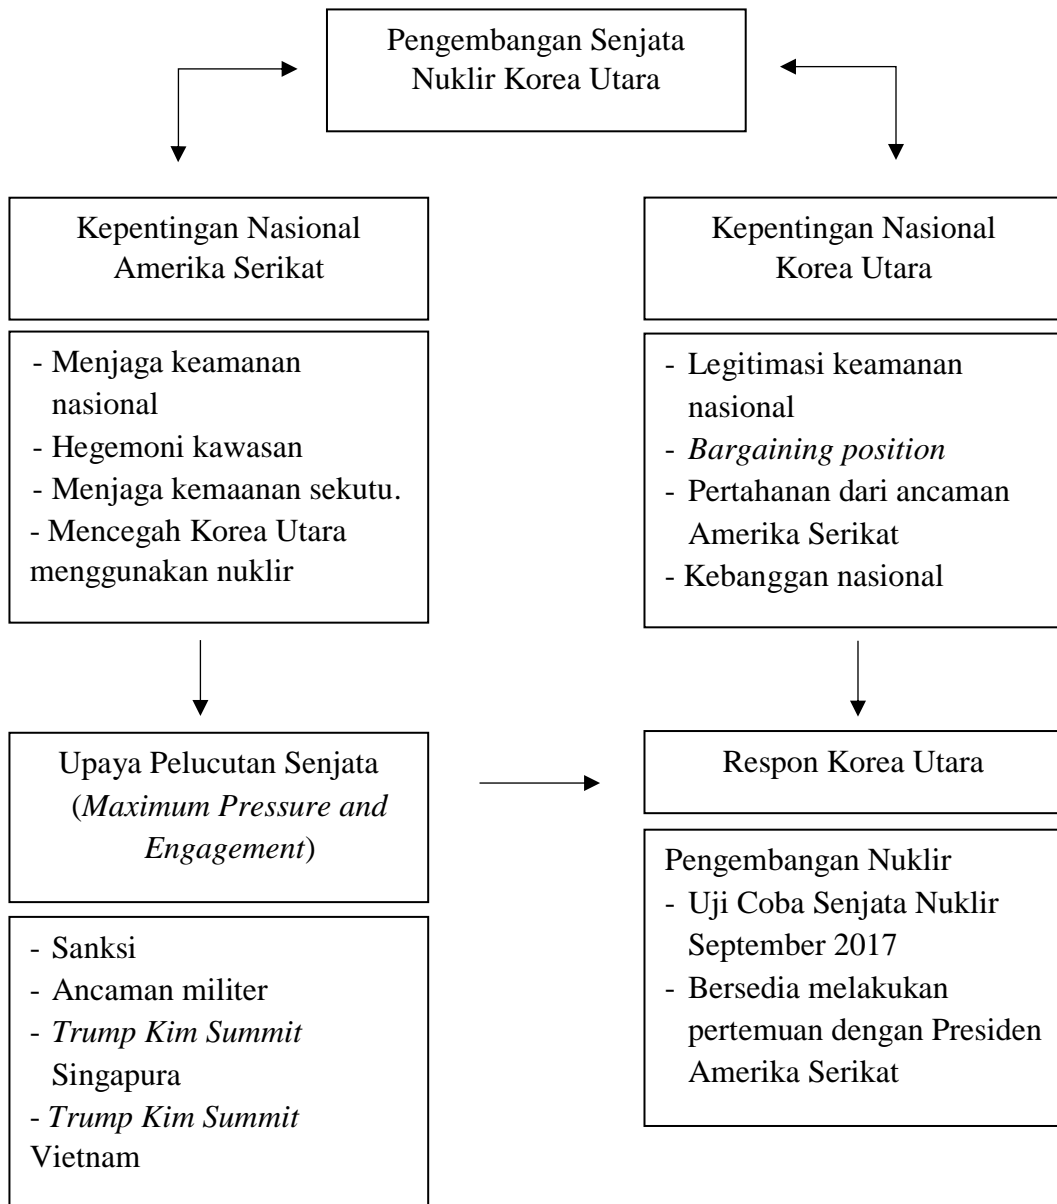 Pengembangan Senjata
Nuklir Korea Utara
Kepentingan Nasional
Amerika Serikat
- Menjaga keamanan
nasional
- Hegemoni kawasan
- Menjaga kemaanan sekutu.
- Mencegah Korea Utara
menggunakan nuklir
Kepentingan Nasional
Korea Utara
- Legitimasi keamanan
nasional
- Bargaining position
- Pertahanan dari ancaman
Amerika Serikat
- Kebanggan nasional
Upaya Pelucutan Senjata
(Maximum Pressure and
Engagement)
- Sanksi
- Ancaman militer
- Trump Kim Summit
Singapura
- Trump Kim Summit
Vietnam
Respon Korea Utara
Pengembangan Nuklir
- Uji Coba Senjata Nuklir
September 2017
- Bersedia melakukan
pertemuan dengan Presiden
Amerika Serikat